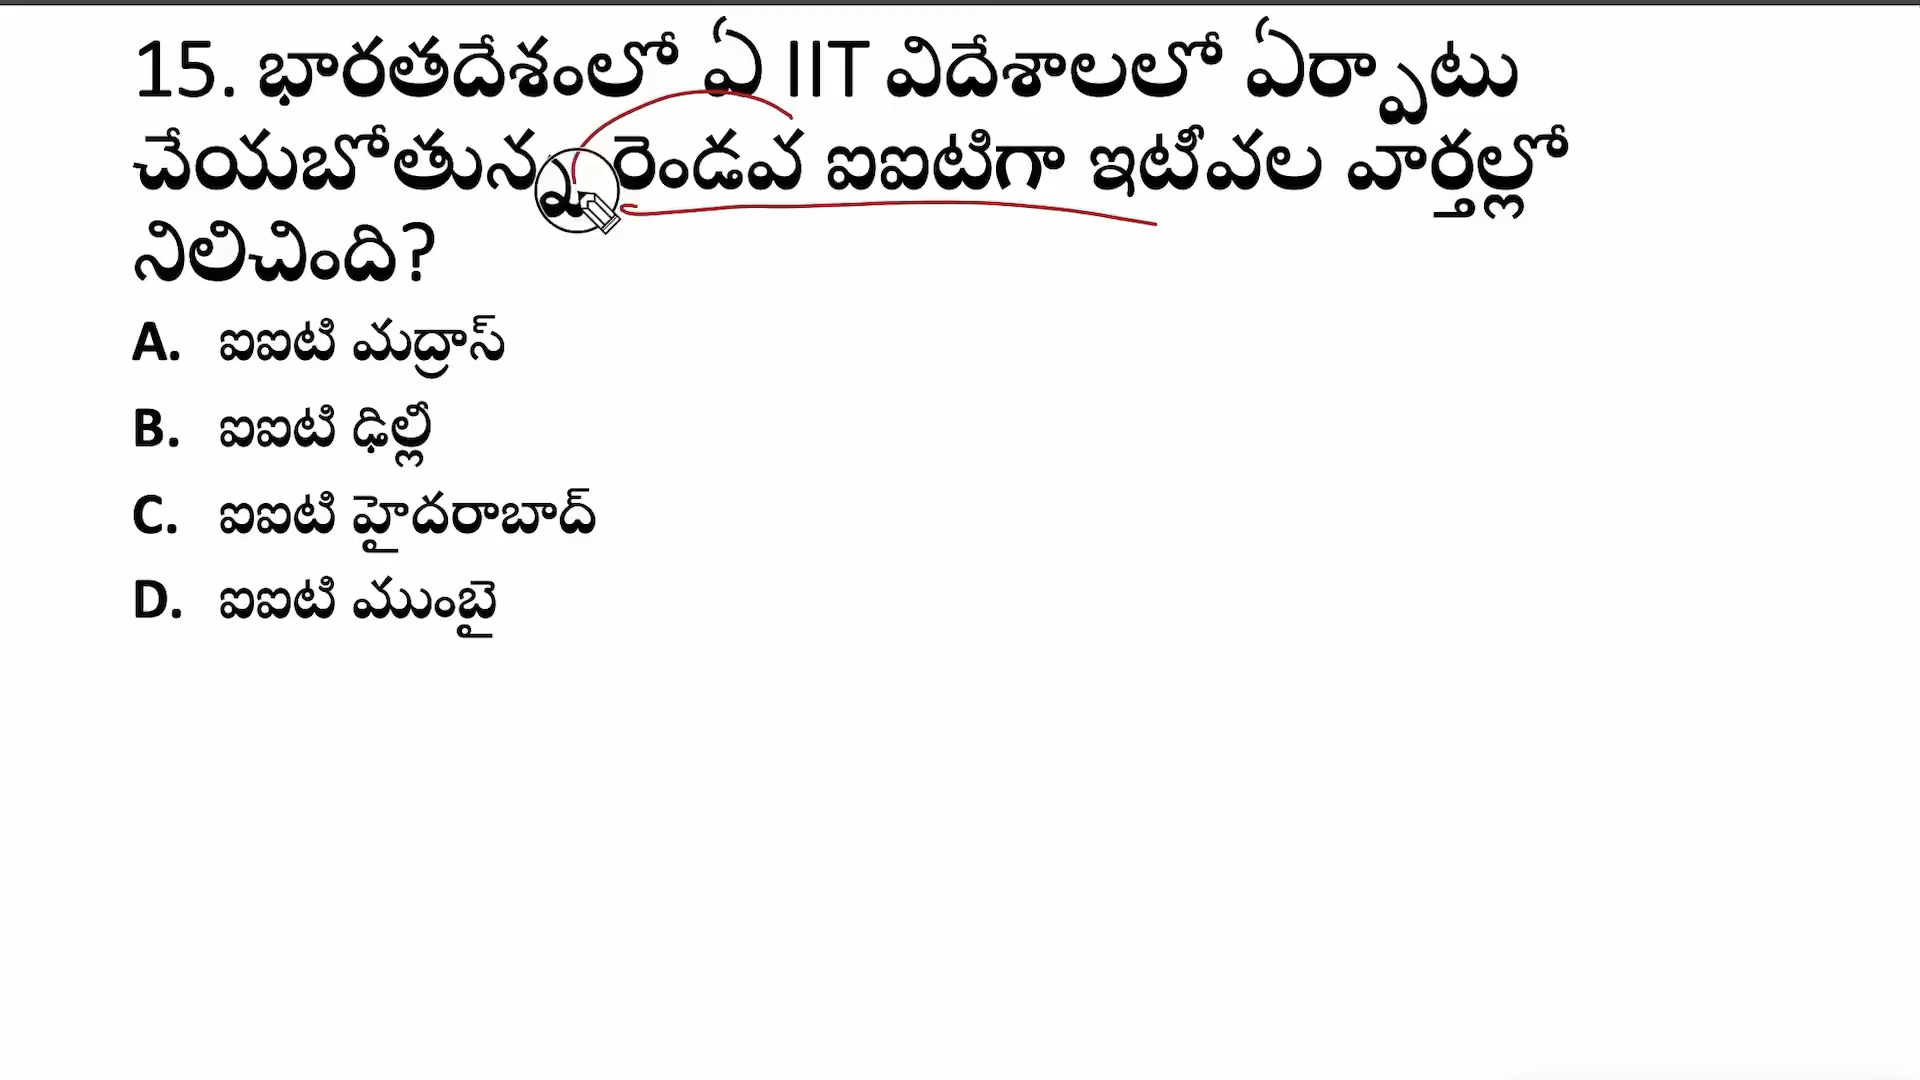 15. భారతదేశంలో ఏ IIT విదేశాలలో ఏర్పాటు
చేయబోతున్న రెండవ ఐఐటిగా ఇటీవల వార్తల్లో
నిలిచింది?
A. ఐఐటి మద్రాస్
B. ఐఐటి ఢిల్లీ
C. ఐఐటి హైదరాబాద్
D. ఐఐటి ముంబై